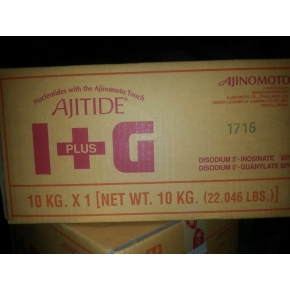 AJINOMOTO
Nucleotides with the Ajinomoto Touch
AJITIDE®
I+G
PLUS
1715
DISODIUM 5'-INOSINATE
DISODIUM 5'-GUANYLATE
10 KG. X 1 [NET WT. 10 KG. (22.046 LBS.)]